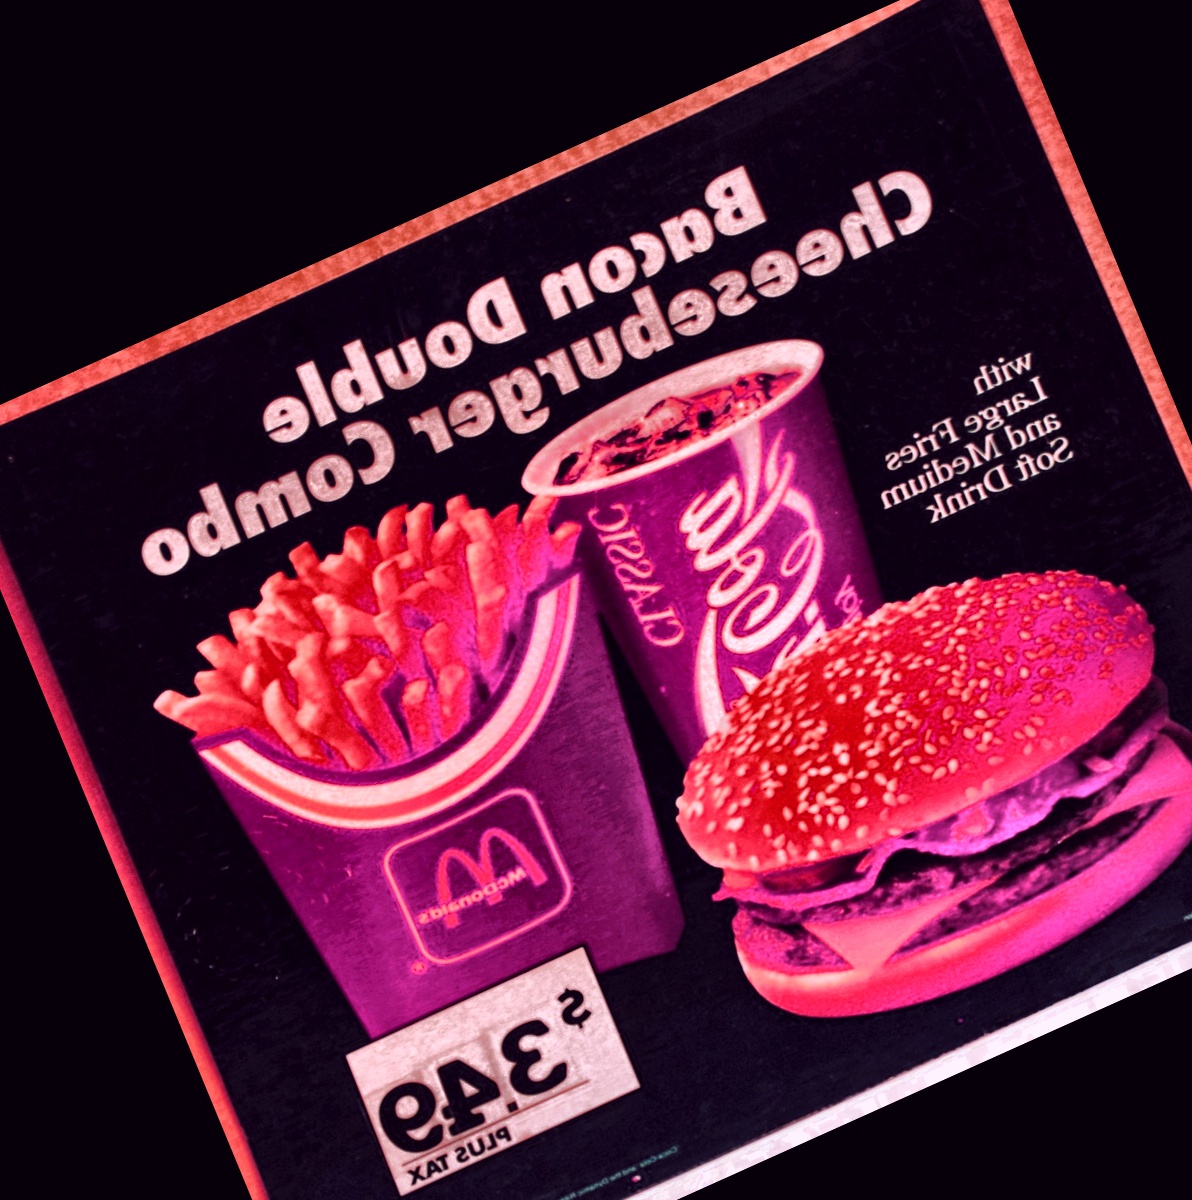 Bacon Double
Cheeseburger Combo
with
Large Fries
and Medium
Soft Drink
CLASSIC
Coca-Cola
McDonald's
®
$3.49
PLUS TAX